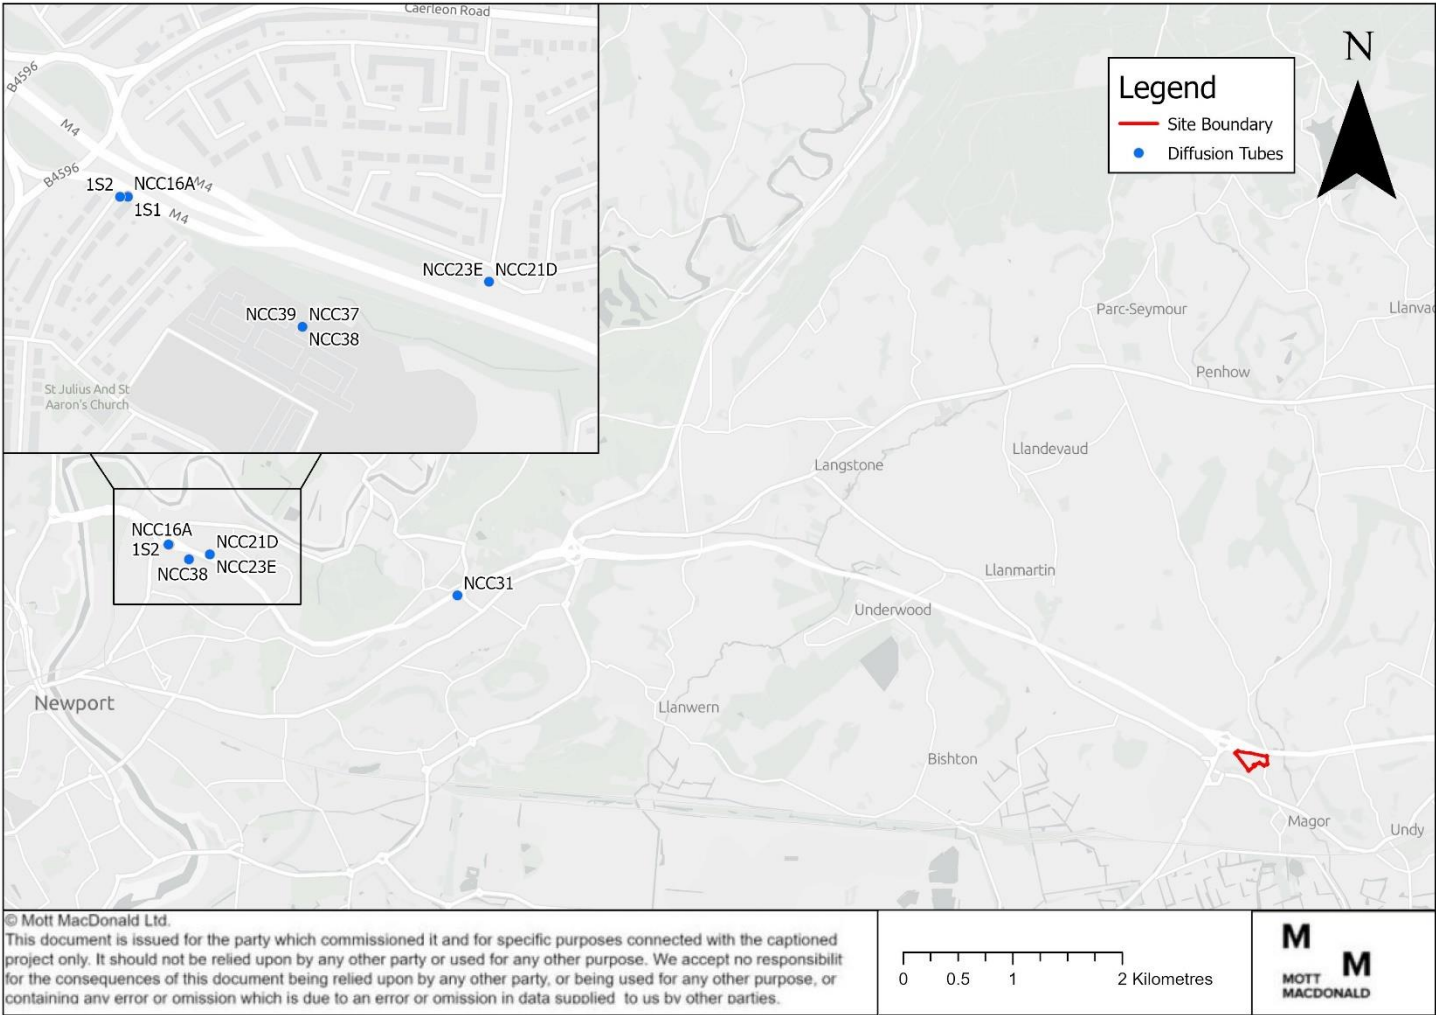 Caerleon Road
B4596
M4
B4596
1S2
NCC16A
M4
1S1
M4
NCC23E
NCC21D
NCC39
NCC37
NCC38
St Julius And St
Aaron's Church
Legend
Site Boundary
Diffusion Tubes
N
Parc-Seymour
Penhow
Llandevaud
Langstone
NCC16A
1S2
NCC21D
NCC38
NCC23E
NCC31
Llanmartin
Underwood
Newport
Llanwern
Bishton
Magor
Undy
© Mott MacDonald Ltd.
This document is issued for the party which commissioned it and for specific purposes connected with the captioned
project only. It should not be relied upon by any other party or used for any other purpose. We accept no responsibilit
for the consequences of this document being relied upon by any other party, or being used for any other purpose, or
containing any error or omission which is due to an error or omission in data supplied to us by other parties.
0 0.5 1 2 Kilometres
M
M
MOTT
MACDONALD